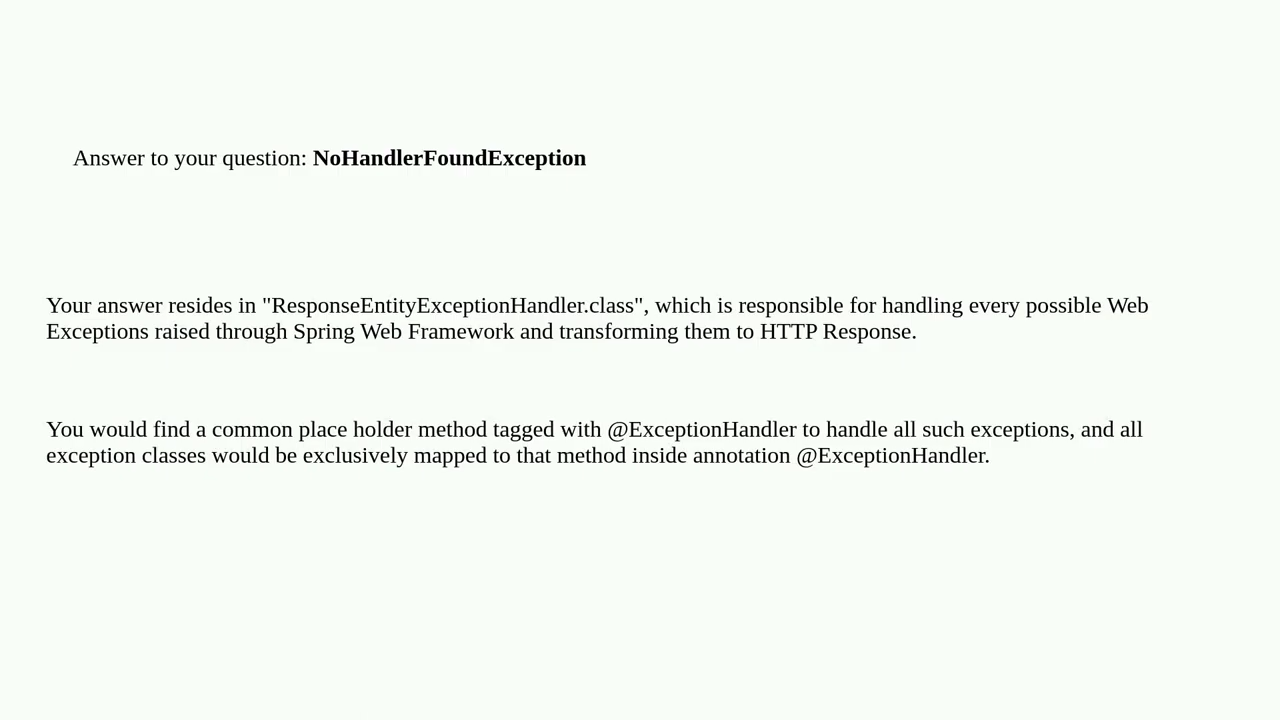 Answer to your question: NoHandlerFoundException
Your answer resides in "ResponseEntityExceptionHandler.class", which is responsible for handling every possible Web
Exceptions raised through Spring Web Framework and transforming them to HTTP Response.
You would find a common place holder method tagged with @ExceptionHandler to handle all such exceptions, and all
exception classes would be exclusively mapped to that method inside annotation @ExceptionHandler.